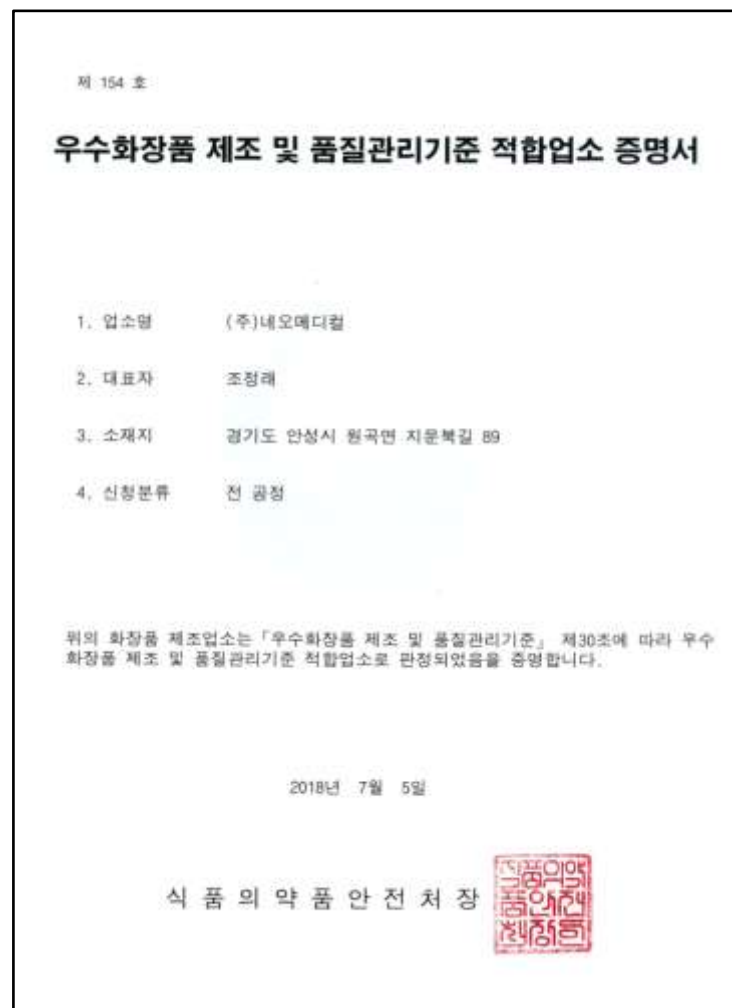 제 154 호
우수화장품 제조 및 품질관리기준 적합업소 증명서
1. 업소명 (주)네오메디컬
2. 대표자 조정래
3. 소재지 경기도 안성시 원곡면 지문북길 89
4. 신청분류 전 공정
위의 화장품 제조업소는「우수화장품 제조 및 품질관리기준」 제30조에 따라 우수
화장품 제조 및 품질관리기준 적합업소로 판정되었음을 증명합니다.
2018년 7월 5일
식품의약품안전처장